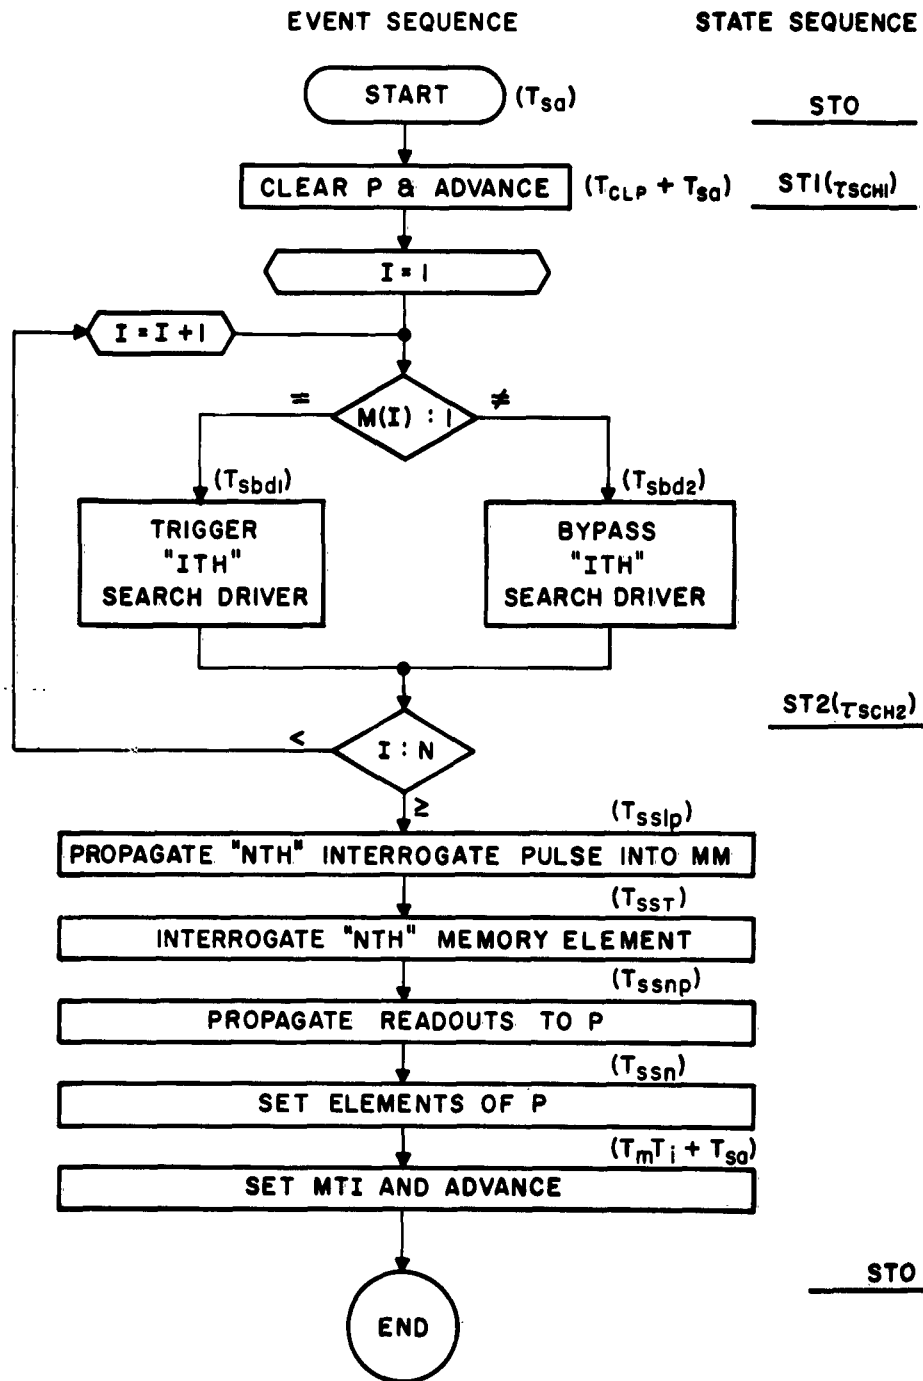 EVENT SEQUENCE STATE SEQUENCE
START (Tsa) STO
CLEAR P & ADVANCE (TCLP + Tsa) ST1(τSCH1)
I = 1
I = I + 1
= M(I) : 1 ≠
(Tsbd1) (Tsbd2)
TRIGGER
"ITH"
SEARCH DRIVER
BYPASS
"ITH"
SEARCH DRIVER
ST2(τSCH2)
< I : N
≥
(Tsslp)
PROPAGATE "NTH" INTERROGATE PULSE INTO MM
(TssT)
INTERROGATE "NTH" MEMORY ELEMENT
(Tssnp)
PROPAGATE READOUTS TO P
(Tssn)
SET ELEMENTS OF P
(TmTi + Tsa)
SET MTI AND ADVANCE
STO
END